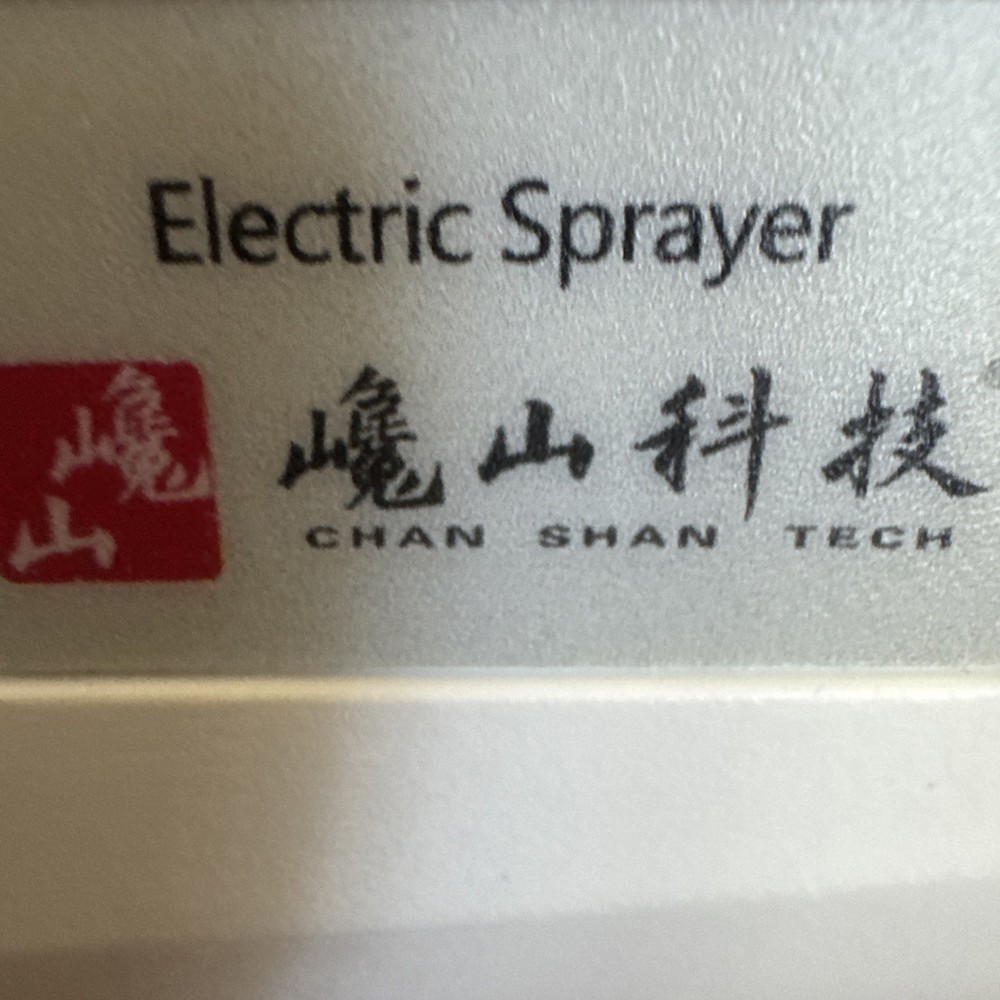 Electric Sprayer
巉山
巉山科技
CHAN SHAN TECH